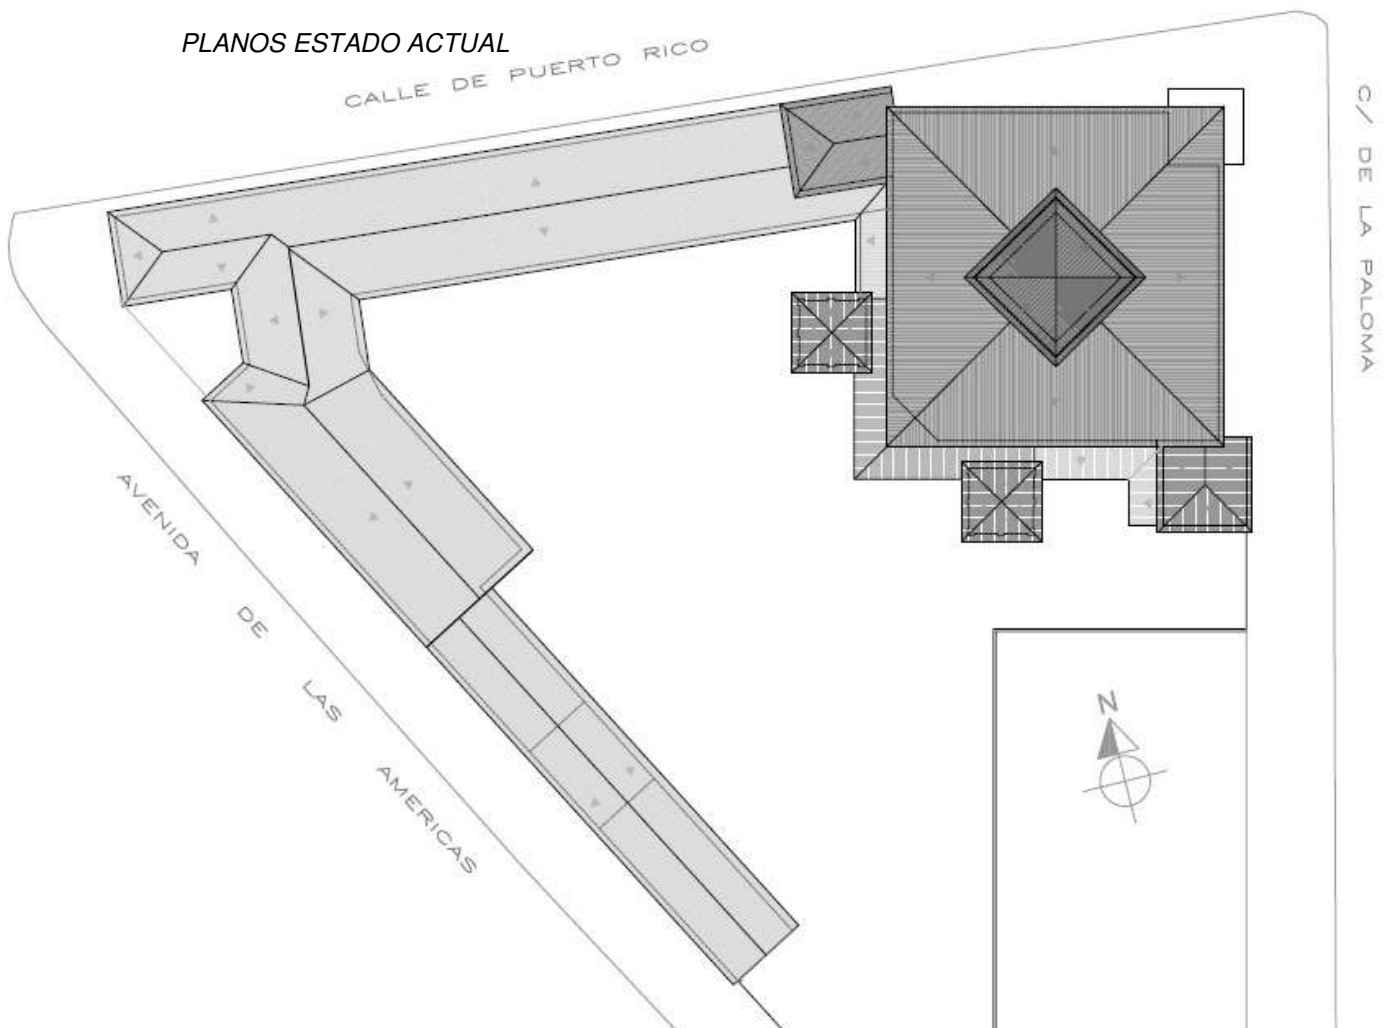 PLANOS ESTADO ACTUAL
CALLE DE PUERTO RICO
C/ DE LA PALOMA
AVENIDA DE LAS AMERICAS
N